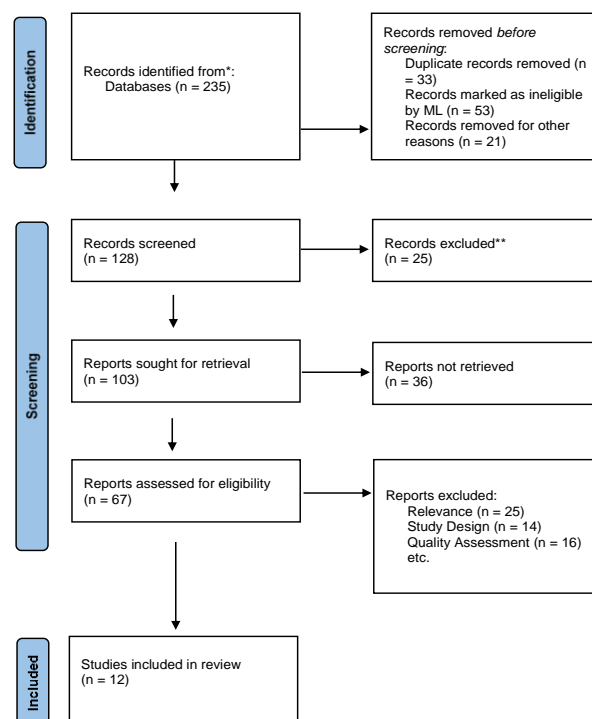 Identification
Records identified from*:
Databases (n = 235)
Records removed before
screening:
Duplicate records removed (n
= 33)
Records marked as ineligible
by ML (n = 53)
Records removed for other
reasons (n = 21)
Screening
Records screened
(n = 128)
Records excluded**
(n = 25)
Reports sought for retrieval
(n = 103)
Reports not retrieved
(n = 36)
Reports assessed for eligibility
(n = 67)
Reports excluded:
Relevance (n = 25)
Study Design (n = 14)
Quality Assessment (n = 16)
etc.
Included
Studies included in review
(n = 12)